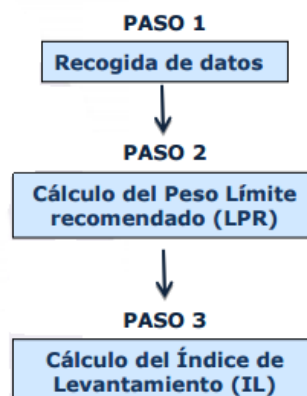 PASO 1
Recogida de datos
PASO 2
Cálculo del Peso Límite
recomendado (LPR)
PASO 3
Cálculo del Índice de
Levantamiento (IL)